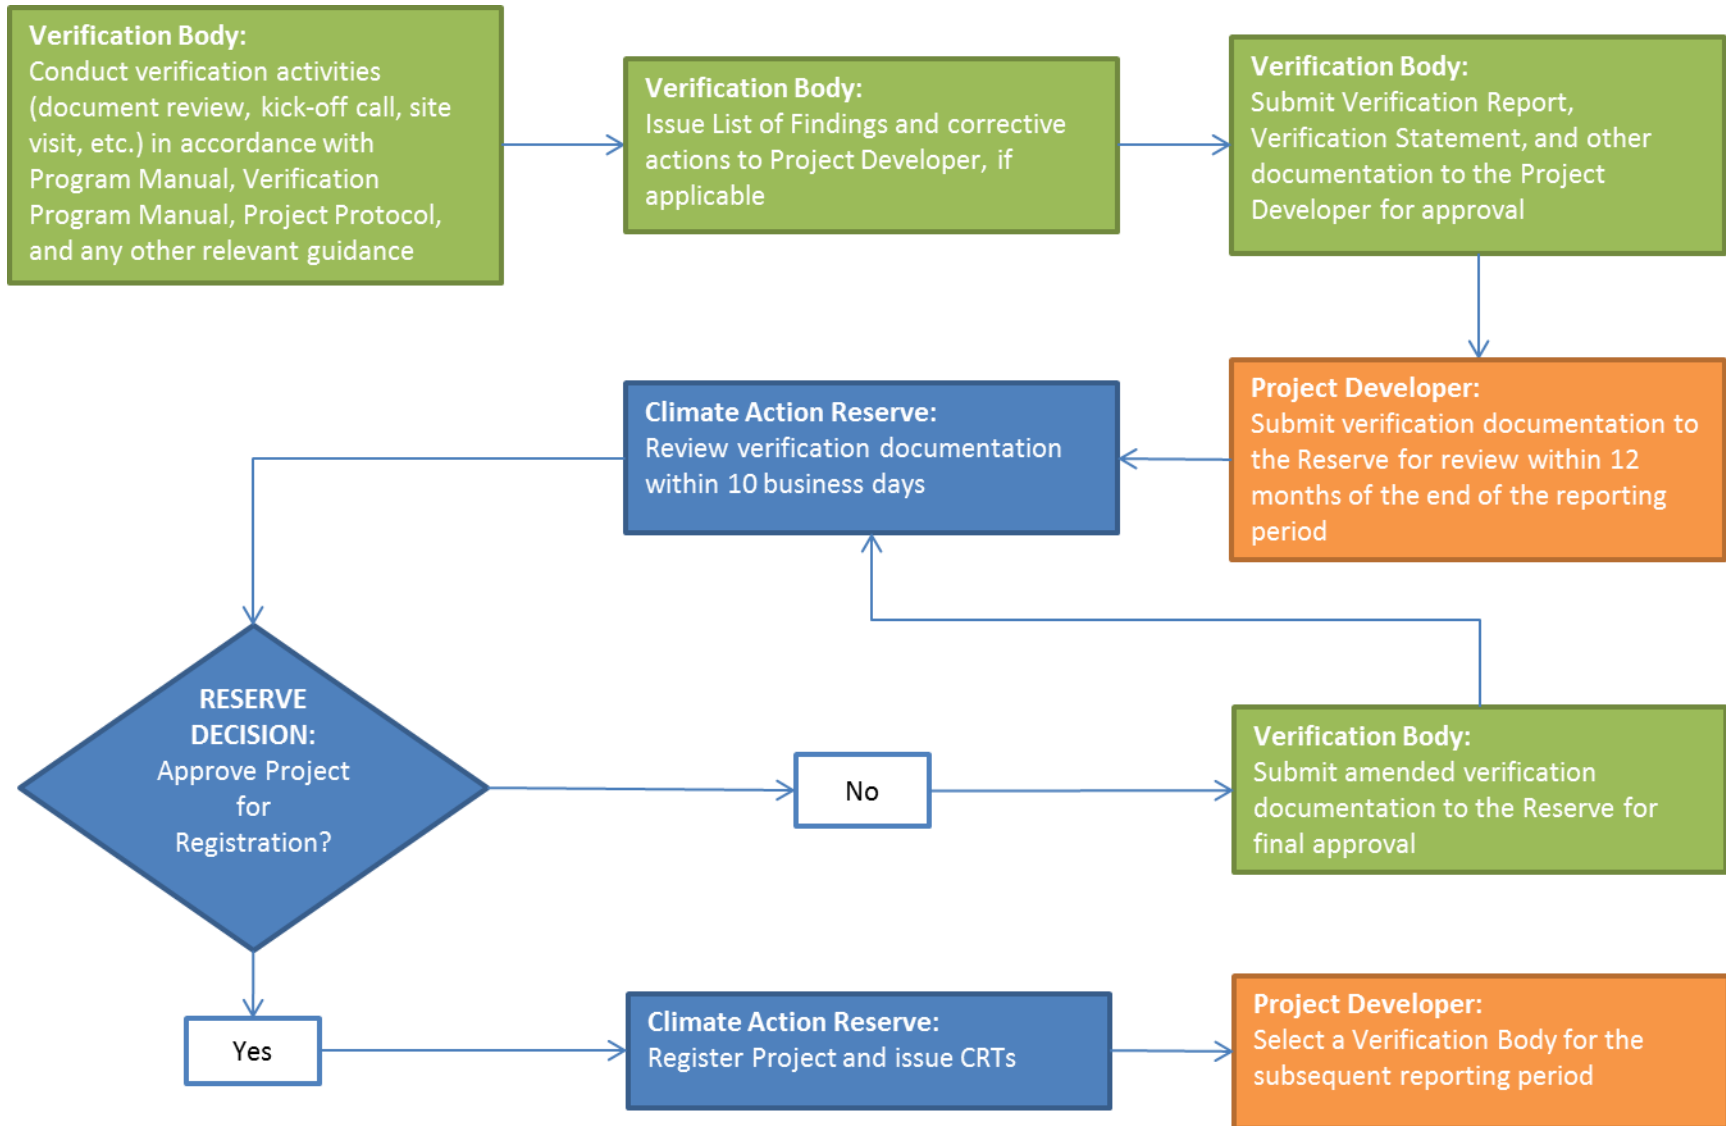 Verification Body:
Conduct verification activities
(document review, kick-off call, site
visit, etc.) in accordance with
Program Manual, Verification
Program Manual, Project Protocol,
and any other relevant guidance
Verification Body:
Issue List of Findings and corrective
actions to Project Developer, if
applicable
Verification Body:
Submit Verification Report,
Verification Statement, and other
documentation to the Project
Developer for approval
Project Developer:
Submit verification documentation to
the Reserve for review within 12
months of the end of the reporting
period
Climate Action Reserve:
Review verification documentation
within 10 business days
RESERVE
DECISION:
Approve Project
for
Registration?
No
Verification Body:
Submit amended verification
documentation to the Reserve for
final approval
Yes
Climate Action Reserve:
Register Project and issue CRTs
Project Developer:
Select a Verification Body for the
subsequent reporting period